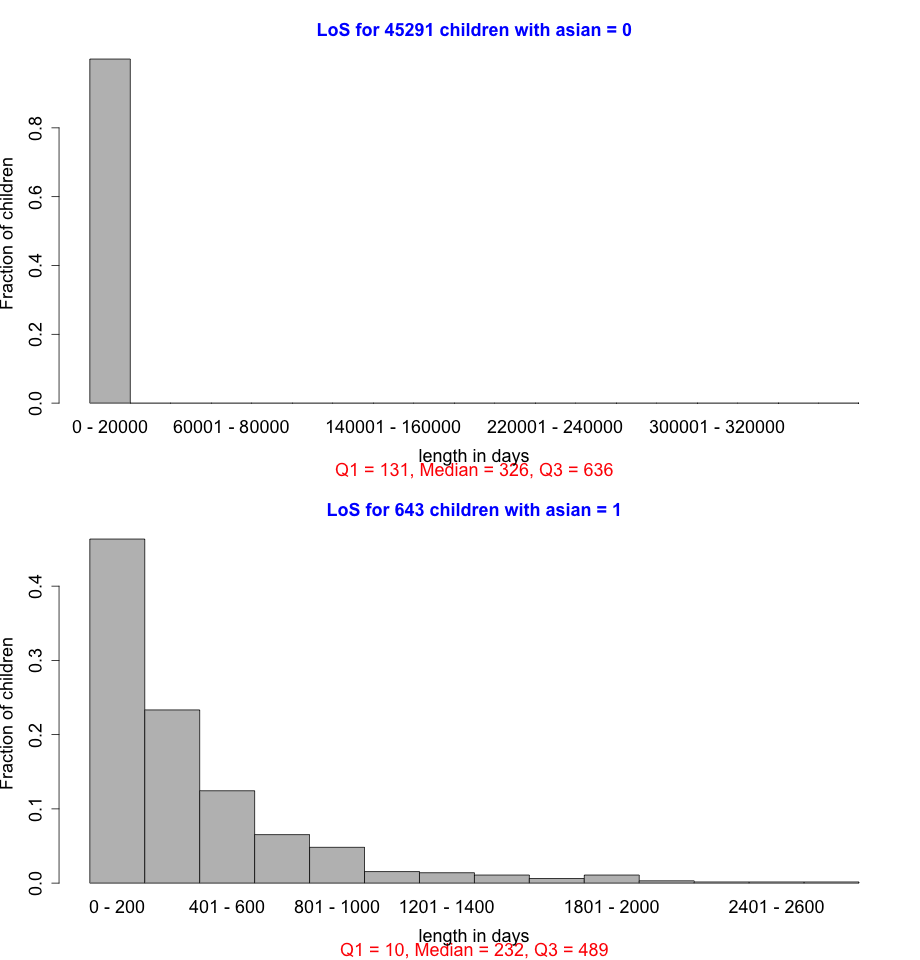 LoS for 45291 children with asian = 0
Fraction of children
0.8
0.6
0.4
0.2
0.0
0 - 20000 60001 - 80000 140001 - 160000 220001 - 240000 300001 - 320000
length in days
Q1 = 131, Median = 326, Q3 = 636
LoS for 643 children with asian = 1
Fraction of children
0.4
0.3
0.2
0.1
0.0
0 - 200 401 - 600 801 - 1000 1201 - 1400 1801 - 2000 2401 - 2600
length in days
Q1 = 10, Median = 232, Q3 = 489